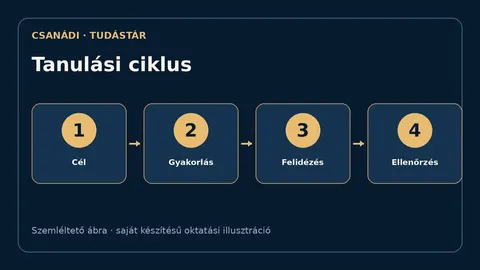 CSANÁDI · TUDÁSTÁR
Tanulási ciklus
1
2
3
4
Cél
Gyakorlás
Felidézés
Ellenőrzés
Szemléltető ábra · saját készítésű oktatási illusztráció